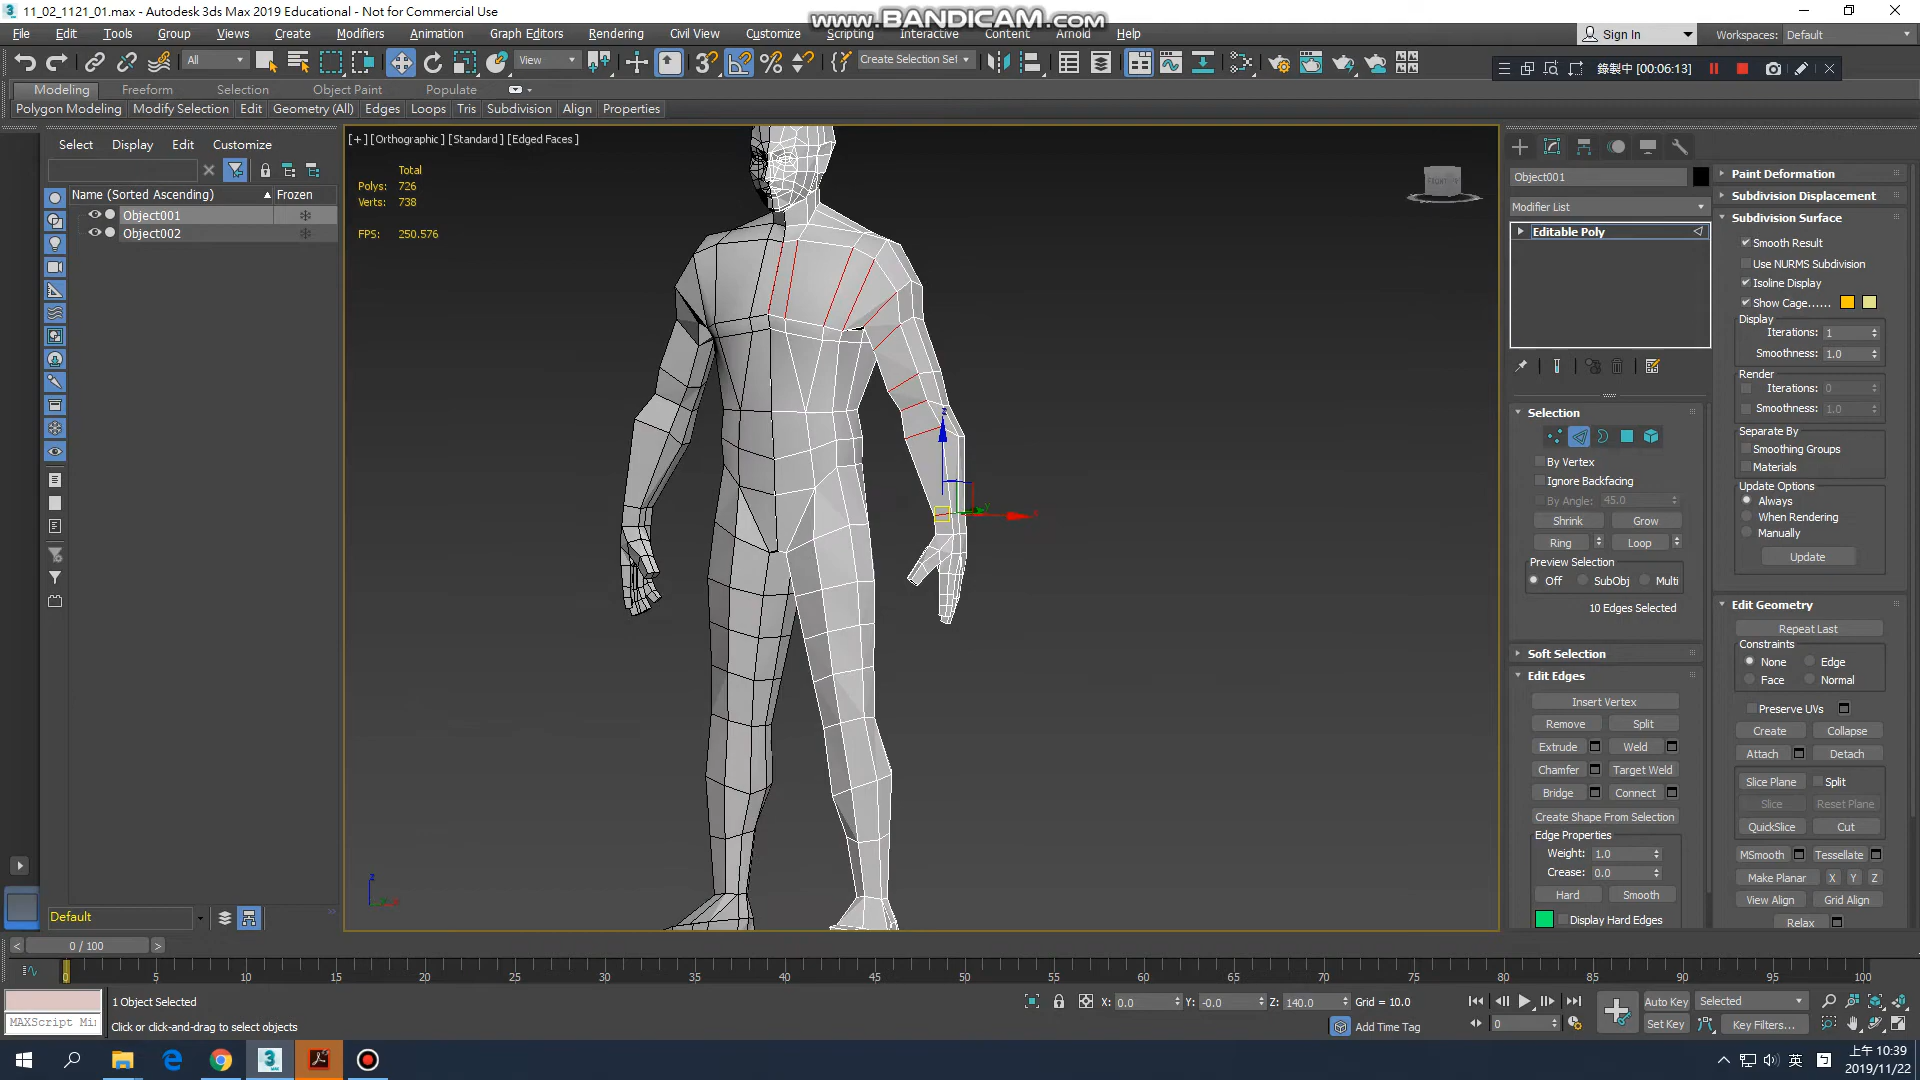 11_02_1121_01.max - Autodesk 3ds Max 2019 Educational - Not for Commercial Use
www.BANDICAM.com
File Edit Tools Group Views Create Modifiers Animation Graph Editors Rendering Civil View Customize Scripting Interactive Content Arnold Help
Sign In
Workspaces: Default
All
View
Create Selection Set
錄製中 [00:06:13]
Modeling Freeform Selection Object Paint Populate
Polygon Modeling Modify Selection Edit Geometry (All) Edges Loops Tris Subdivision Align Properties
Select Display Edit Customize
Name (Sorted Ascending) Frozen
Object001
Object002
[+] [Orthographic] [Standard] [Edged Faces]
Total
Polys: 726
Verts: 738
FPS: 250.576
FRONT
Object001
Modifier List
Editable Poly
Selection
By Vertex
Ignore Backfacing
By Angle: 45.0
Shrink Grow
Ring Loop
Preview Selection
Off SubObj Multi
10 Edges Selected
Soft Selection
Edit Edges
Insert Vertex
Remove Split
Extrude Weld
Chamfer Target Weld
Bridge Connect
Create Shape From Selection
Edge Properties
Weight: 1.0
Crease: 0.0
Hard Smooth
Display Hard Edges
Paint Deformation
Subdivision Displacement
Subdivision Surface
Smooth Result
Use NURMS Subdivision
Isoline Display
Show Cage......
Display
Iterations: 1
Smoothness: 1.0
Render
Iterations: 0
Smoothness: 1.0
Separate By
Smoothing Groups
Materials
Update Options
Always
When Rendering
Manually
Update
Edit Geometry
Repeat Last
Constraints
None Edge
Face Normal
Preserve UVs
Create Collapse
Attach Detach
Slice Plane Split
Slice Reset Plane
QuickSlice Cut
MSmooth Tessellate
Make Planar X Y Z
View Align Grid Align
Relax
z
x
Default
0 / 100
0 5 10 15 20 25 30 35 40 45 50 55 60 65 70 75 80 85 90 95 100
1 Object Selected
X: 0.0 Y: -0.0 Z: 140.0 Grid = 10.0
Auto Key Selected
MAXScript Mi
Click or click-and-drag to select objects
Add Time Tag
0
Set Key Key Filters...
英
上午 10:39
2019/11/22